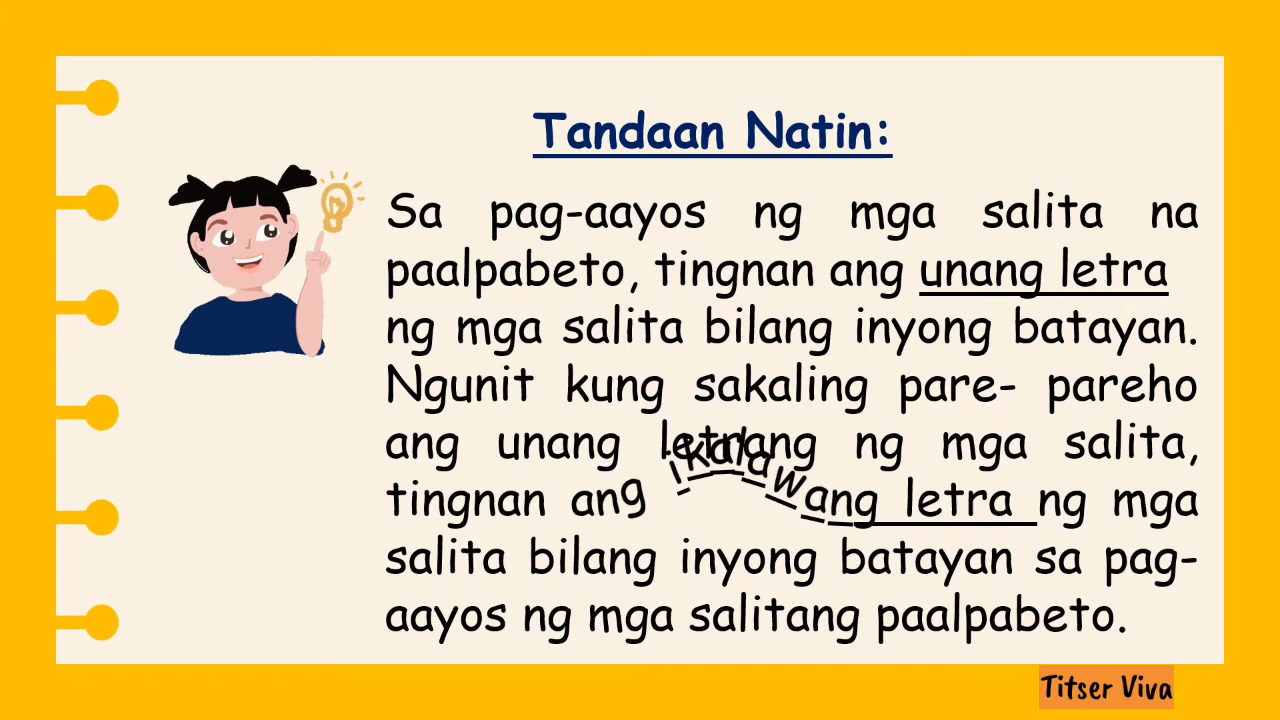 Tandaan Natin:
Sa pag-aayos ng mga salita na
paalpabeto, tingnan ang unang letra
ng mga salita bilang inyong batayan.
Ngunit kung sakaling pare- pareho
ang unang letrang ng mga salita,
tingnan ang ikalawang letra ng mga
salita bilang inyong batayan sa pag-
aayos ng mga salitang paalpabeto.
Titser Viva